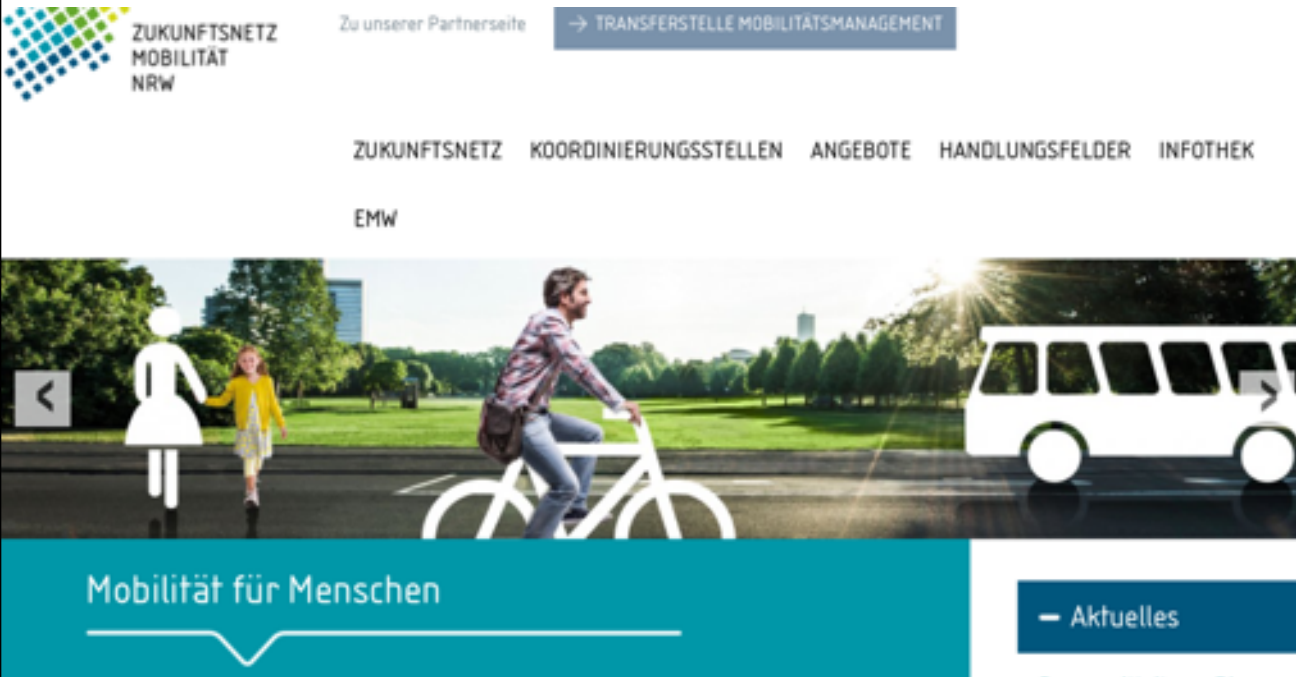 ZUKUNFTSNETZ
MOBILITÄT
NRW
Zu unserer Partnerseite
→ TRANSFERSTELLE MOBILITÄTSMANAGEMENT
ZUKUNFTSNETZ KOORDINIERUNGSSTELLEN ANGEBOTE HANDLUNGSFELDER INFOTHEK
EMW
Mobilität für Menschen
– Aktuelles